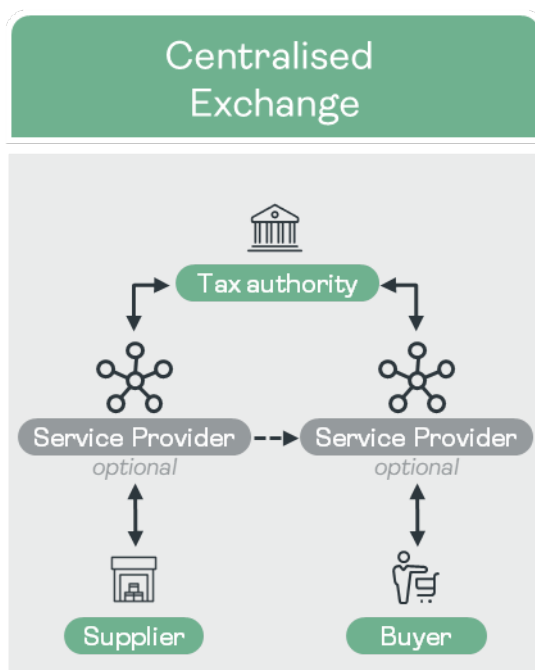 Centralised
Exchange
Tax authority
Service Provider
Service Provider
optional
optional
Supplier
Buyer